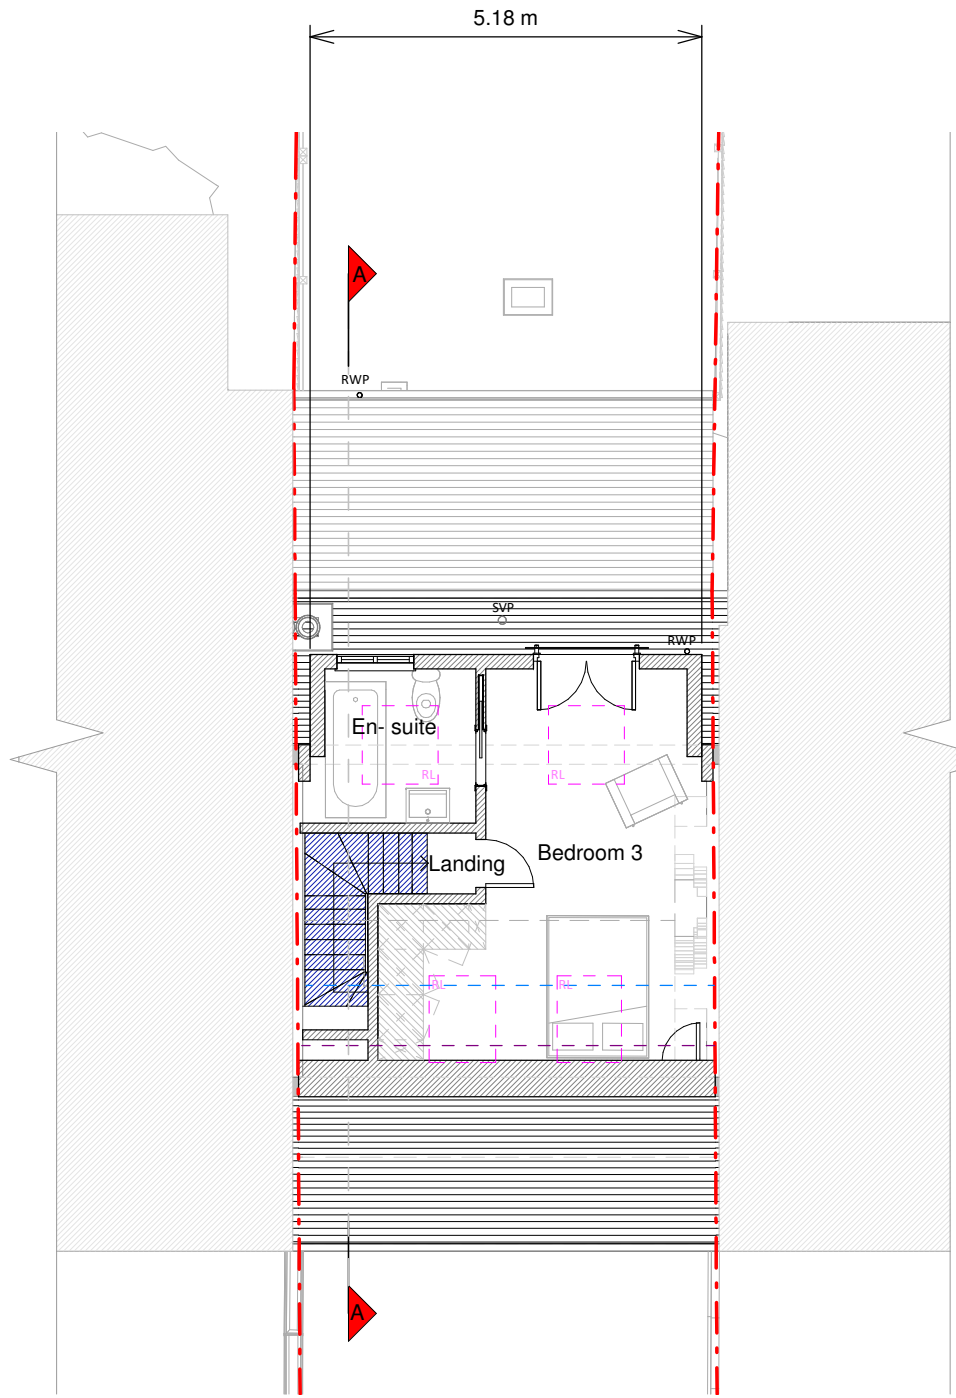 5.18 m
A
RWP
SVP
RWP
En- suite
RL
RL
Bedroom 3
Landing
RL
RL
A